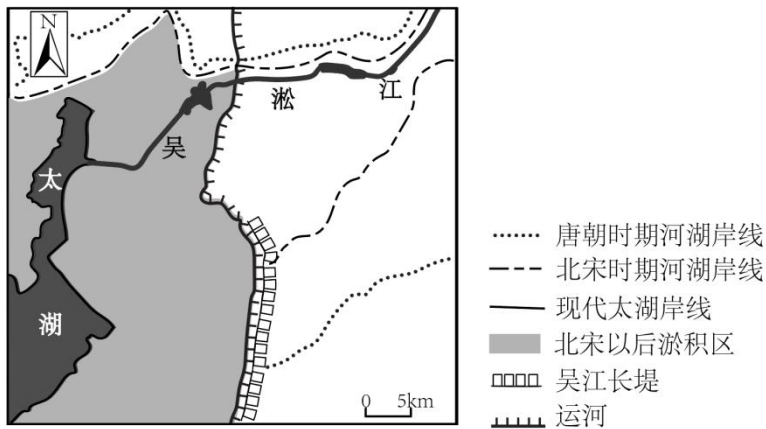 N
淞
江
吴
太
湖
0 5km
唐朝时期河湖岸线
北宋时期河湖岸线
现代太湖岸线
北宋以后淤积区
吴江长堤
运河